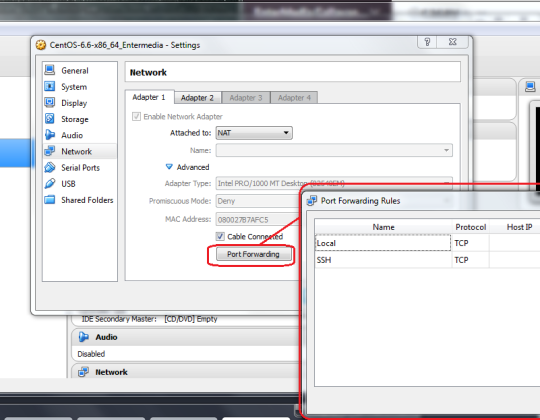 CentOS-6.6-x86_64_Entermedia - Settings
General
System
Display
Storage
Audio
Network
Serial Ports
USB
Shared Folders
Network
Adapter 1 Adapter 2 Adapter 3 Adapter 4
Enable Network Adapter
Attached to: NAT
Name:
Advanced
Adapter Type: Intel PRO/1000 MT Desktop (82540EM)
Promiscuous Mode: Deny
MAC Address: 080027B7AFC5
Cable Connected
Port Forwarding
Port Forwarding Rules
Name Protocol Host IP
Local TCP
SSH TCP
IDE Secondary Master: [CD/DVD] Empty
Audio
Disabled
Network